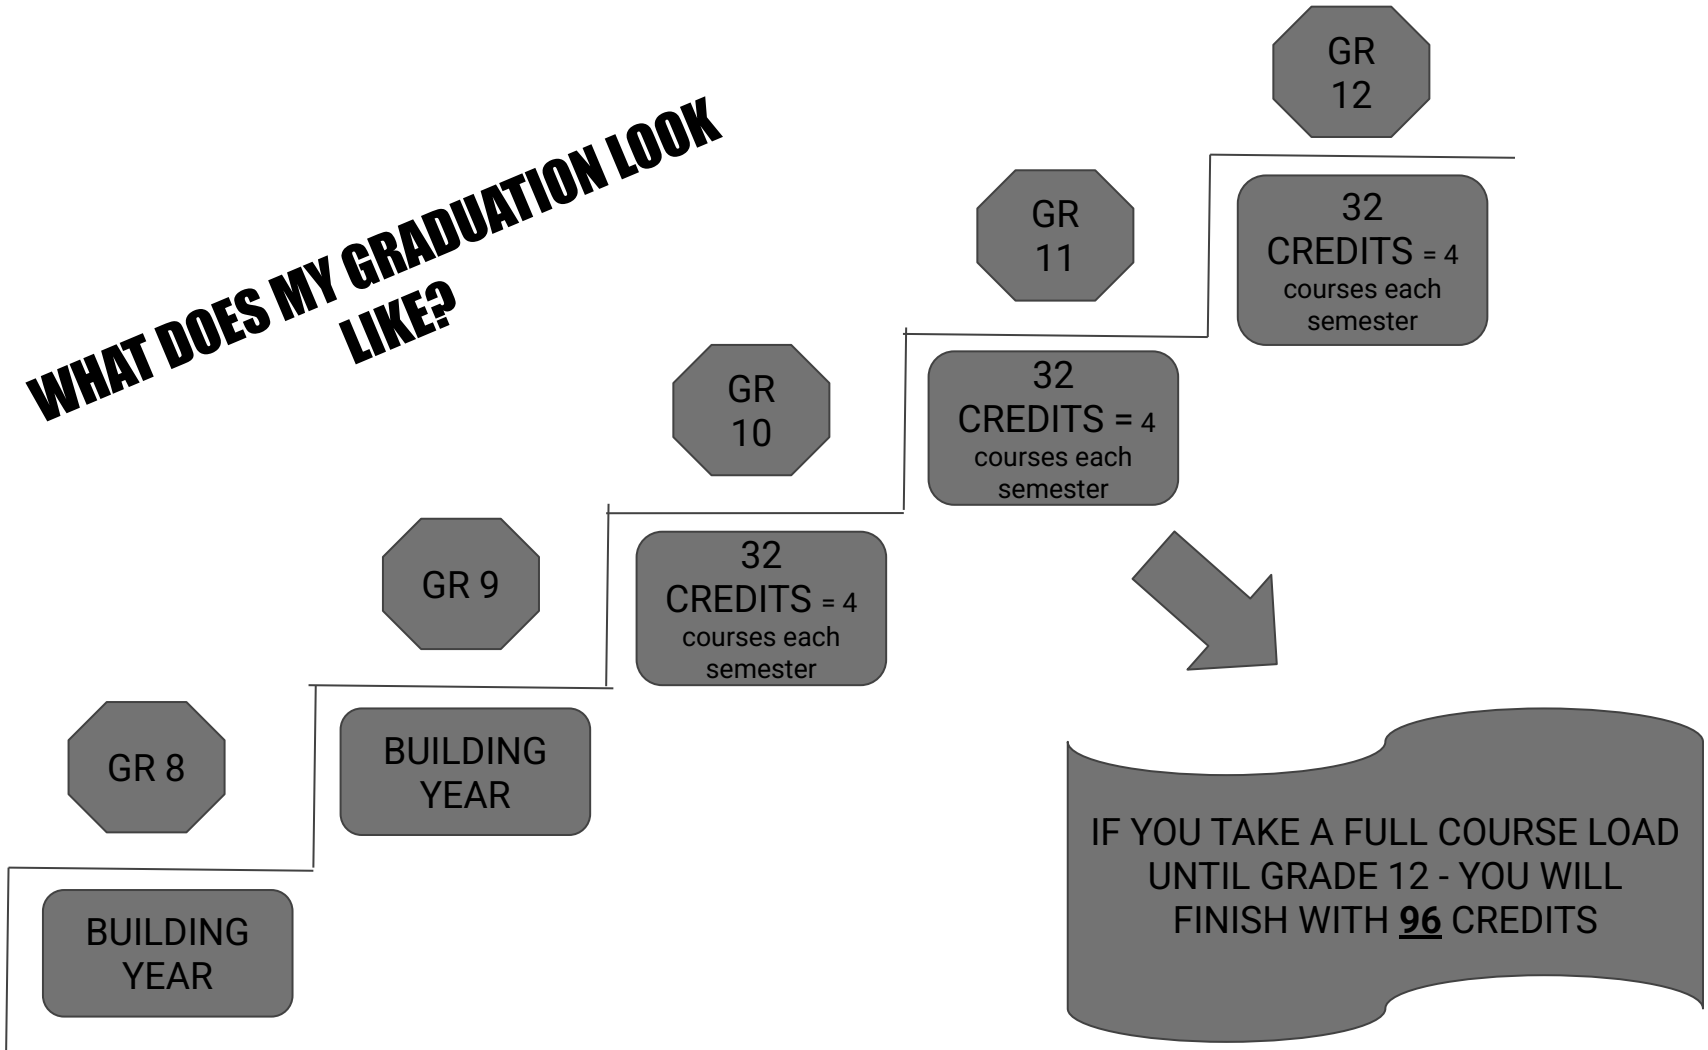 WHAT DOES MY GRADUATION LOOK
LIKE?
GR 8
BUILDING
YEAR
GR 9
BUILDING
YEAR
GR
10
32
CREDITS = 4
courses each
semester
GR
11
32
CREDITS = 4
courses each
semester
GR
12
32
CREDITS = 4
courses each
semester
IF YOU TAKE A FULL COURSE LOAD
UNTIL GRADE 12 - YOU WILL
FINISH WITH 96 CREDITS